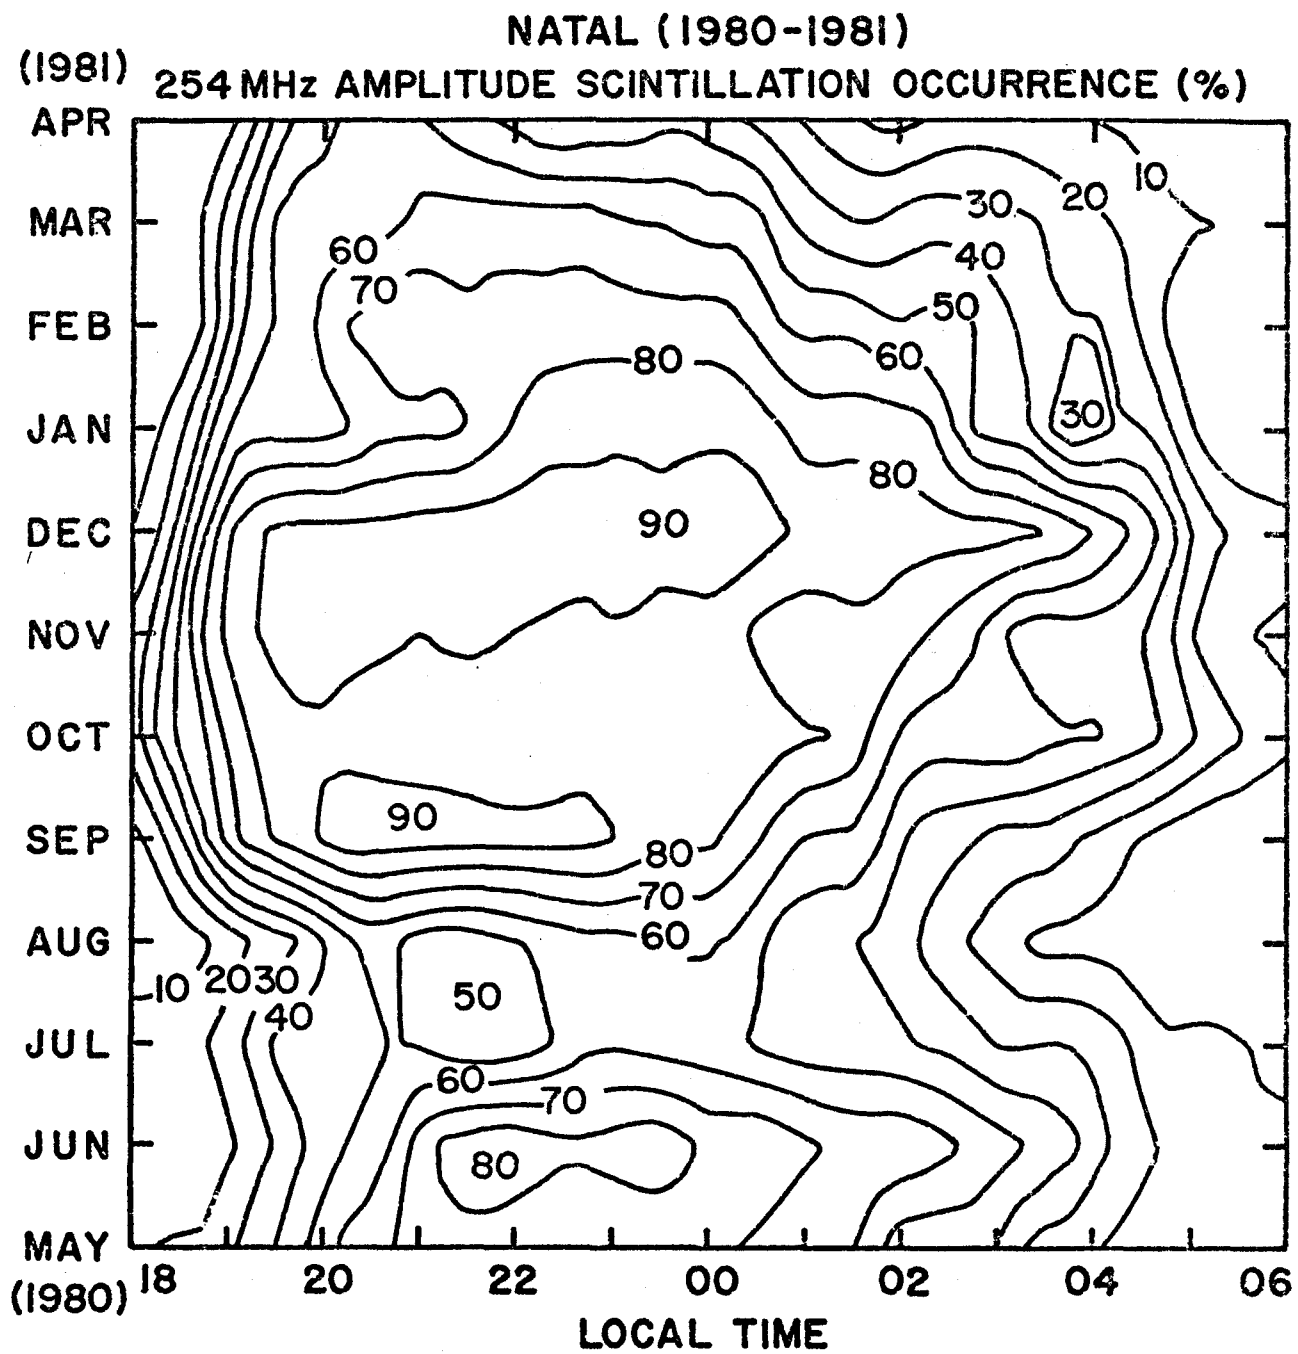 NATAL (1980-1981)
(1981) 254 MHz AMPLITUDE SCINTILLATION OCCURRENCE (%)
APR
10
20
30
MAR
60
40
70
50
FEB
60
80
JAN
30
80
DEC
90
NOV
OCT
90
SEP
80
70
60
AUG
10 20 30
50
40
JUL
60
70
JUN
80
MAY
(1980)
18 20 22 00 02 04 06
LOCAL TIME